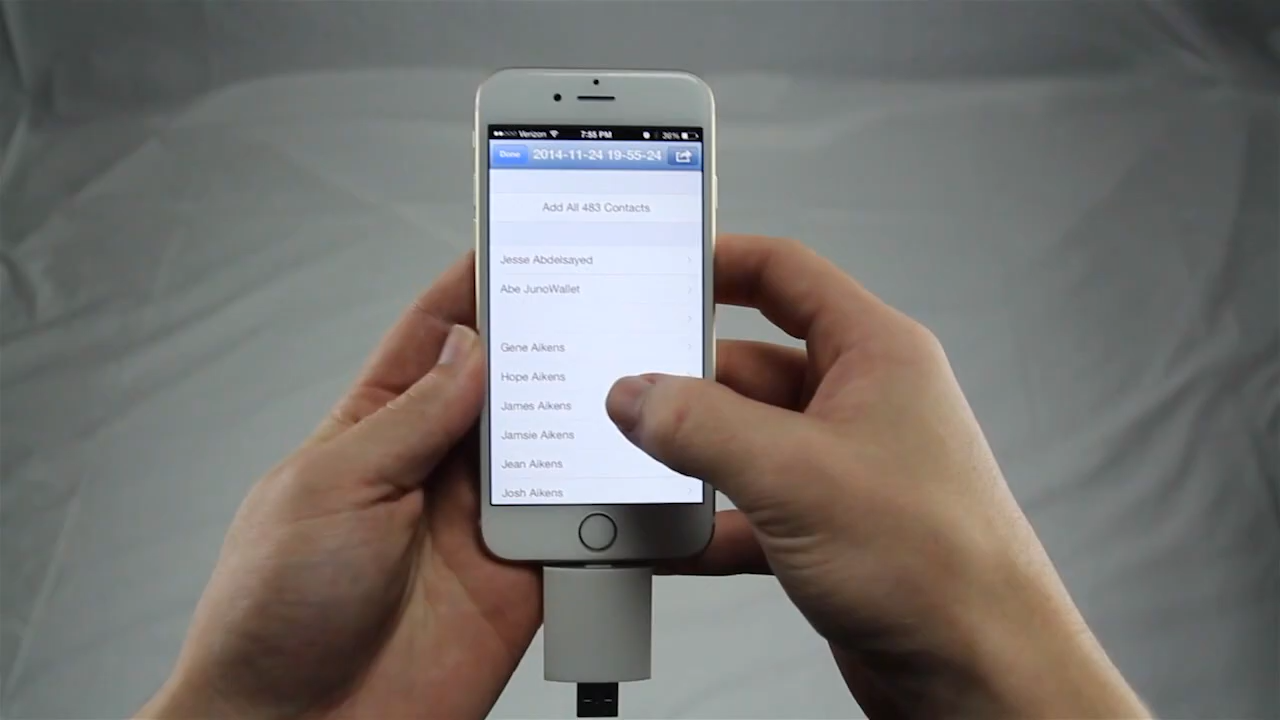 Verizon 7:55 PM 36%
Done 2014-11-24 19-55-24
Add All 483 Contacts
Jesse Abdelsayed
Abe JunoWallet
Gene Aikens
Hope Aikens
James Aikens
Jamsie Aikens
Jean Aikens
Josh Aikens